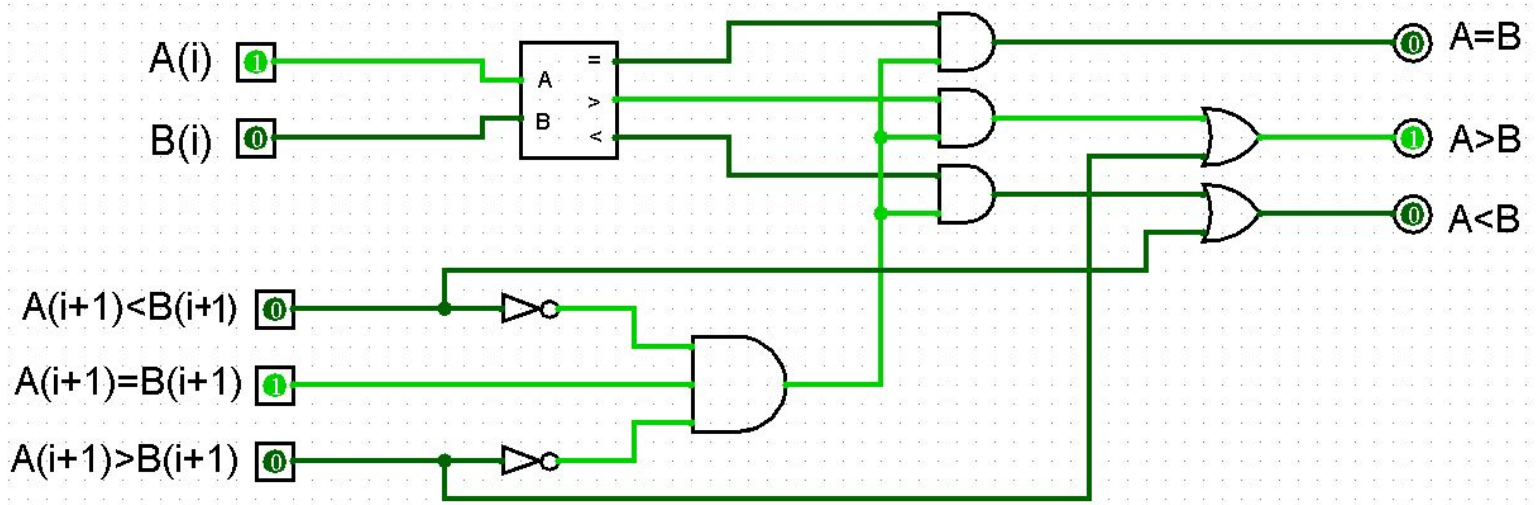 A(i)
1
B(i)
0
A
B
=
>
<
0
A=B
1
A>B
0
A<B
A(i+1)<B(i+1)
0
A(i+1)=B(i+1)
1
A(i+1)>B(i+1)
0